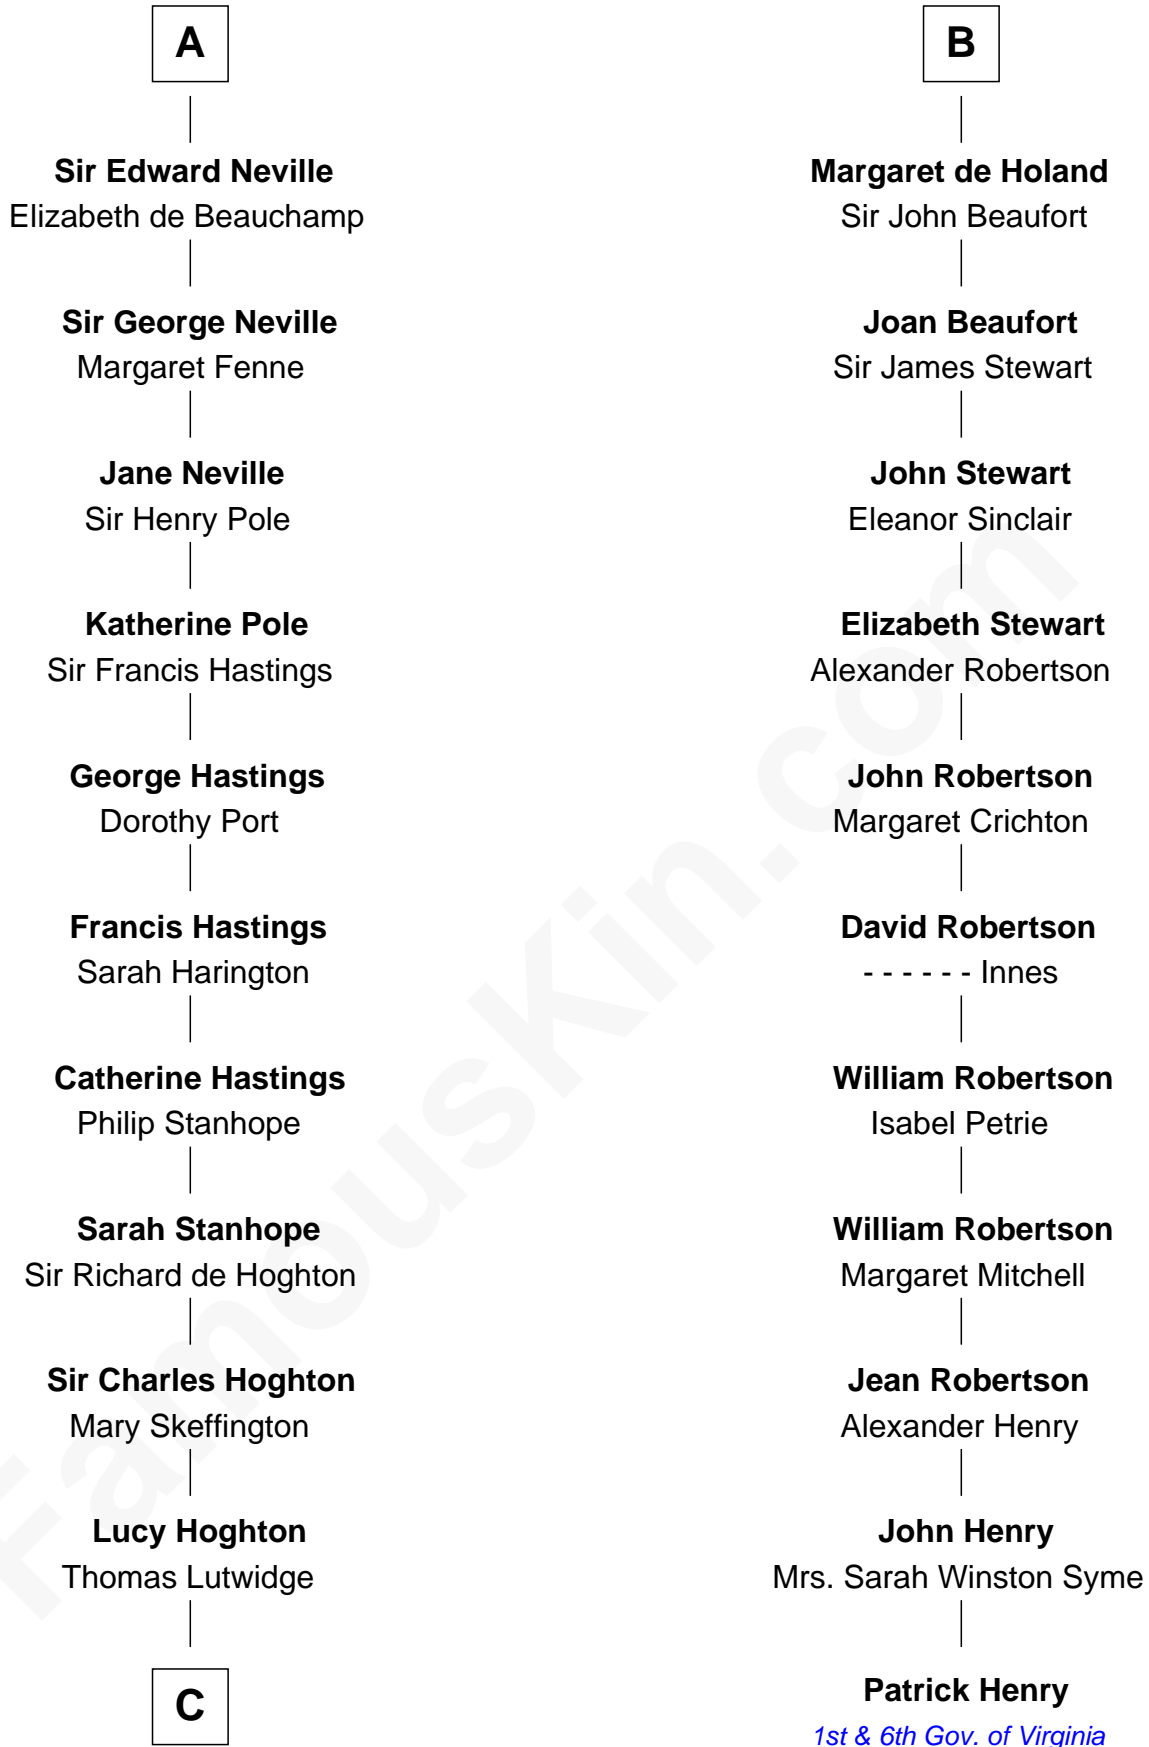 A
Sir Edward Neville
Elizabeth de Beauchamp
Sir George Neville
Margaret Fenne
Jane Neville
Sir Henry Pole
Katherine Pole
Sir Francis Hastings
George Hastings
Dorothy Port
Francis Hastings
Sarah Harington
Catherine Hastings
Philip Stanhope
Sarah Stanhope
Sir Richard de Hoghton
Sir Charles Hoghton
Mary Skeffington
Lucy Hoghton
Thomas Lutwidge
C
B
Margaret de Holand
Sir John Beaufort
Joan Beaufort
Sir James Stewart
John Stewart
Eleanor Sinclair
Elizabeth Stewart
Alexander Robertson
John Robertson
Margaret Crichton
David Robertson
- - - - - - Innes
William Robertson
Isabel Petrie
William Robertson
Margaret Mitchell
Jean Robertson
Alexander Henry
John Henry
Mrs. Sarah Winston Syme
Patrick Henry
1st & 6th Gov. of Virginia
FamousKin.com